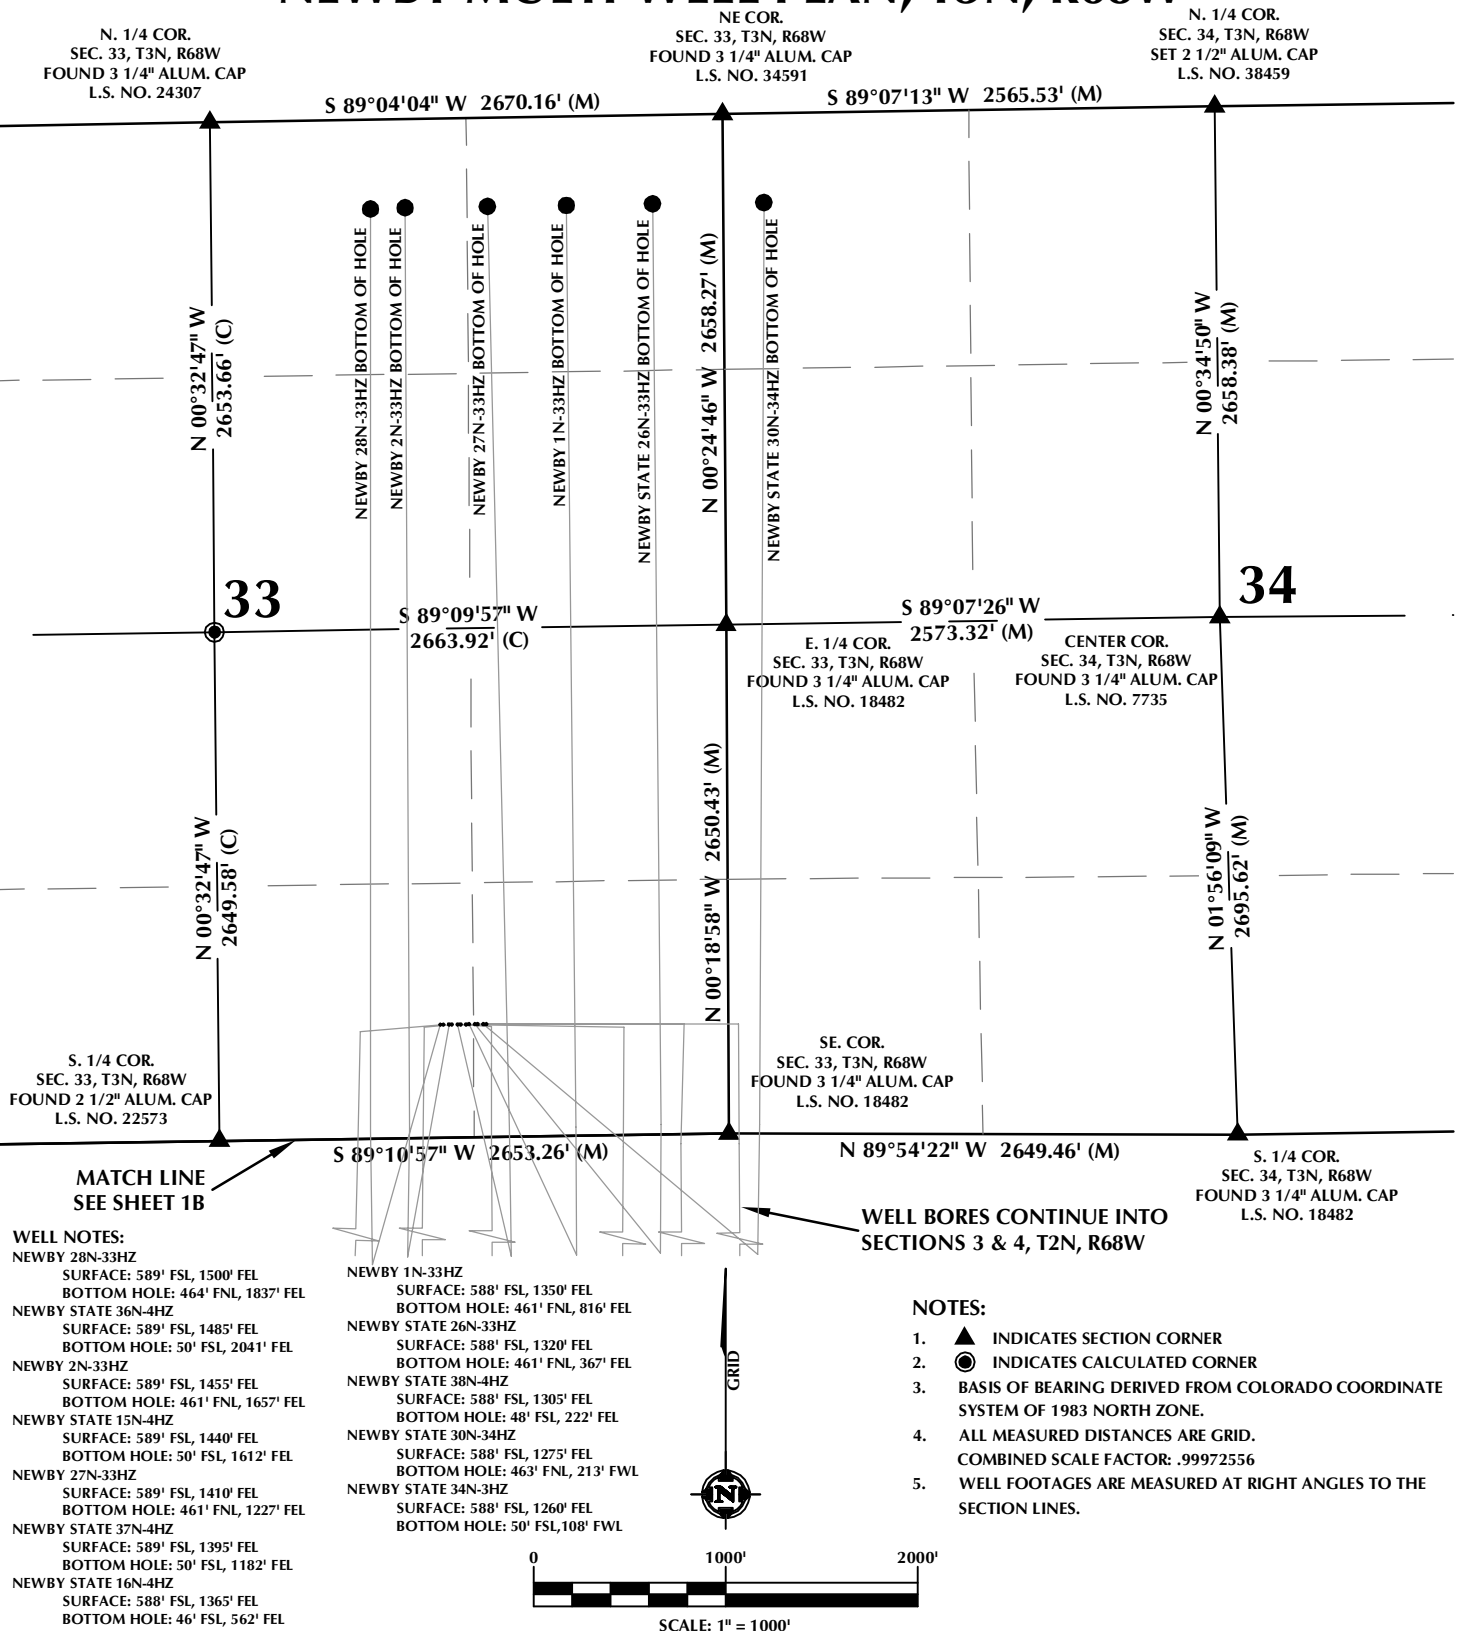 NEWBY MULTI-WELL PLAN, T3N, R68W
N. 1/4 COR.
SEC. 33, T3N, R68W
FOUND 3 1/4" ALUM. CAP
L.S. NO. 24307
NE COR.
SEC. 33, T3N, R68W
FOUND 3 1/4" ALUM. CAP
L.S. NO. 34591
N. 1/4 COR.
SEC. 34, T3N, R68W
SET 2 1/2" ALUM. CAP
L.S. NO. 38459
S 89°04'04" W 2670.16' (M)
S 89°07'13" W 2565.53' (M)
N 00°32'47" W
2653.66' (C)
NEWBY 28N-33HZ BOTTOM OF HOLE
NEWBY 2N-33HZ BOTTOM OF HOLE
NEWBY 27N-33HZ BOTTOM OF HOLE
NEWBY 1N-33HZ BOTTOM OF HOLE
NEWBY STATE 26N-33HZ BOTTOM OF HOLE
N 00°24'46" W 2658.27' (M)
NEWBY STATE 30N-34HZ BOTTOM OF HOLE
N 00°34'50" W
2658.38' (M)
33
34
S 89°09'57" W
2663.92' (C)
S 89°07'26" W
2573.32' (M)
E. 1/4 COR.
SEC. 33, T3N, R68W
FOUND 3 1/4" ALUM. CAP
L.S. NO. 18482
CENTER COR.
SEC. 34, T3N, R68W
FOUND 3 1/4" ALUM. CAP
L.S. NO. 7735
N 00°32'47" W
2649.58' (C)
N 00°18'58" W 2650.43' (M)
N 01°56'09" W
2695.62' (M)
S. 1/4 COR.
SEC. 33, T3N, R68W
FOUND 2 1/2" ALUM. CAP
L.S. NO. 22573
SE. COR.
SEC. 33, T3N, R68W
FOUND 3 1/4" ALUM. CAP
L.S. NO. 18482
S 89°10'57" W 2653.26' (M)
N 89°54'22" W 2649.46' (M)
S. 1/4 COR.
SEC. 34, T3N, R68W
FOUND 3 1/4" ALUM. CAP
L.S. NO. 18482
MATCH LINE
SEE SHEET 1B
WELL BORES CONTINUE INTO
SECTIONS 3 & 4, T2N, R68W
WELL NOTES:
NEWBY 28N-33HZ
SURFACE: 589' FSL, 1500' FEL
BOTTOM HOLE: 464' FNL, 1837' FEL
NEWBY STATE 36N-4HZ
SURFACE: 589' FSL, 1485' FEL
BOTTOM HOLE: 50' FSL, 2041' FEL
NEWBY 2N-33HZ
SURFACE: 589' FSL, 1455' FEL
BOTTOM HOLE: 461' FNL, 1657' FEL
NEWBY STATE 15N-4HZ
SURFACE: 589' FSL, 1440' FEL
BOTTOM HOLE: 50' FSL, 1612' FEL
NEWBY 27N-33HZ
SURFACE: 589' FSL, 1410' FEL
BOTTOM HOLE: 461' FNL, 1227' FEL
NEWBY STATE 37N-4HZ
SURFACE: 589' FSL, 1395' FEL
BOTTOM HOLE: 50' FSL, 1182' FEL
NEWBY STATE 16N-4HZ
SURFACE: 588' FSL, 1365' FEL
BOTTOM HOLE: 46' FSL, 562' FEL
NEWBY 1N-33HZ
SURFACE: 588' FSL, 1350' FEL
BOTTOM HOLE: 461' FNL, 816' FEL
NEWBY STATE 26N-33HZ
SURFACE: 588' FSL, 1320' FEL
BOTTOM HOLE: 461' FNL, 367' FEL
NEWBY STATE 38N-4HZ
SURFACE: 588' FSL, 1305' FEL
BOTTOM HOLE: 48' FSL, 222' FEL
NEWBY STATE 30N-34HZ
SURFACE: 588' FSL, 1275' FEL
BOTTOM HOLE: 463' FNL, 213' FWL
NEWBY STATE 34N-3HZ
SURFACE: 588' FSL, 1260' FEL
BOTTOM HOLE: 50' FSL,108' FWL
GRID
N
NOTES:
1. INDICATES SECTION CORNER
2. INDICATES CALCULATED CORNER
3. BASIS OF BEARING DERIVED FROM COLORADO COORDINATE
SYSTEM OF 1983 NORTH ZONE.
4. ALL MEASURED DISTANCES ARE GRID.
COMBINED SCALE FACTOR: .99972556
5. WELL FOOTAGES ARE MEASURED AT RIGHT ANGLES TO THE
SECTION LINES.
0 1000' 2000'
SCALE: 1" = 1000'